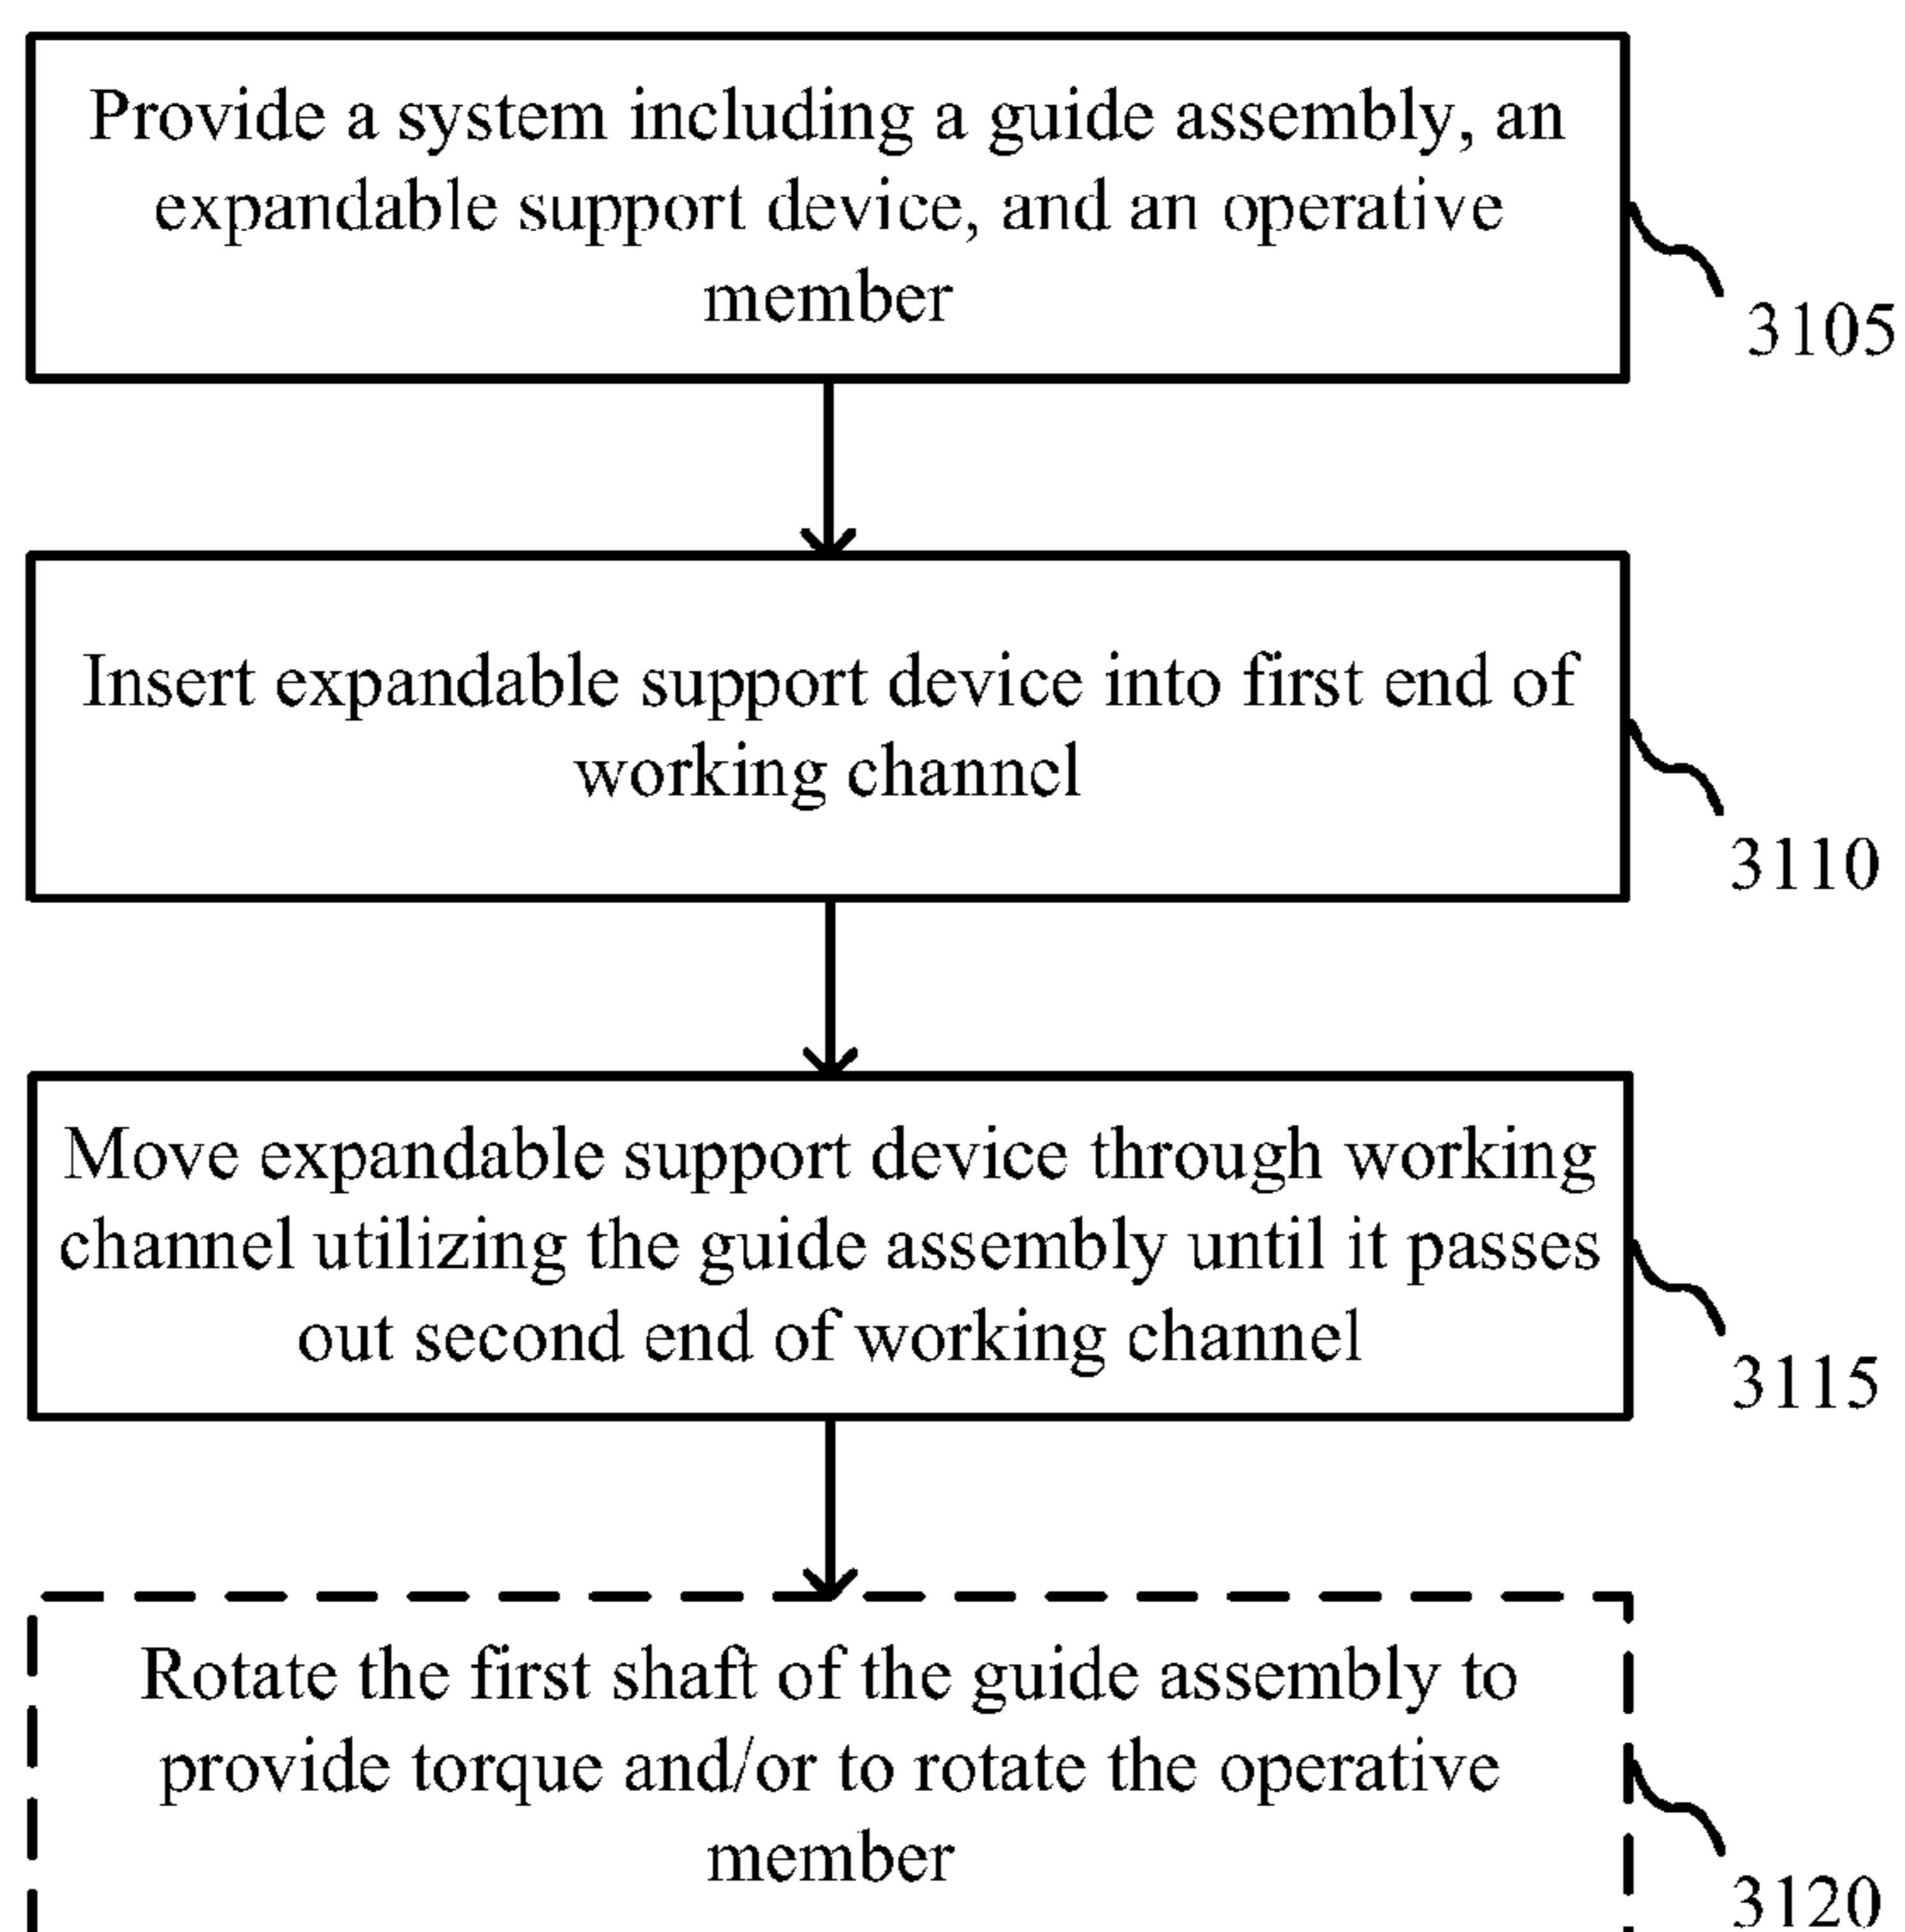 Provide a system including a guide assembly, an
expandable support device, and an operative
member
3105
Insert expandable support device into first end of
working channel
3110
Move expandable support device through working
channel utilizing the guide assembly until it passes
out second end of working channel
3115
Rotate the first shaft of the guide assembly to
provide torque and/or to rotate the operative
member
3120